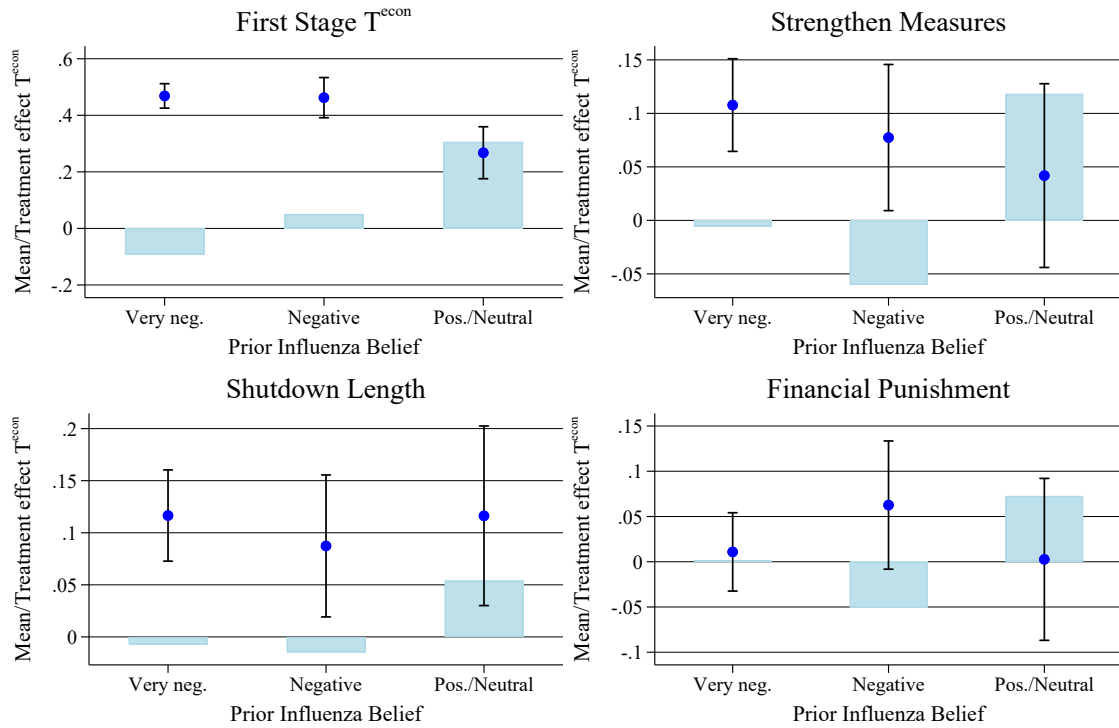 First Stage T^econ
Mean/Treatment effect T^econ
.6
.4
.2
0
-.2
Very neg.
Negative
Pos./Neutral
Prior Influenza Belief
Strengthen Measures
Mean/Treatment effect T^econ
.15
.1
.05
0
-.05
Very neg.
Negative
Pos./Neutral
Prior Influenza Belief
Shutdown Length
Mean/Treatment effect T^econ
.2
.15
.1
.05
0
Very neg.
Negative
Pos./Neutral
Prior Influenza Belief
Financial Punishment
Mean/Treatment effect T^econ
.15
.1
.05
0
-.05
-.1
Very neg.
Negative
Pos./Neutral
Prior Influenza Belief